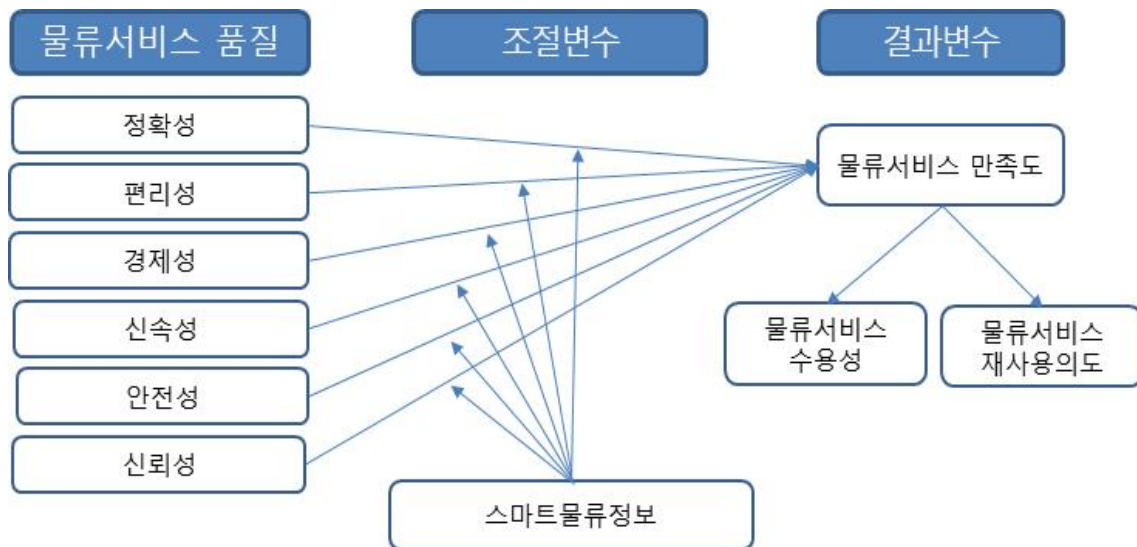 물류서비스 품질
조절변수
결과변수
정확성
편리성
경제성
신속성
안전성
신뢰성
스마트물류정보
물류서비스 만족도
물류서비스
수용성
물류서비스
재사용의도